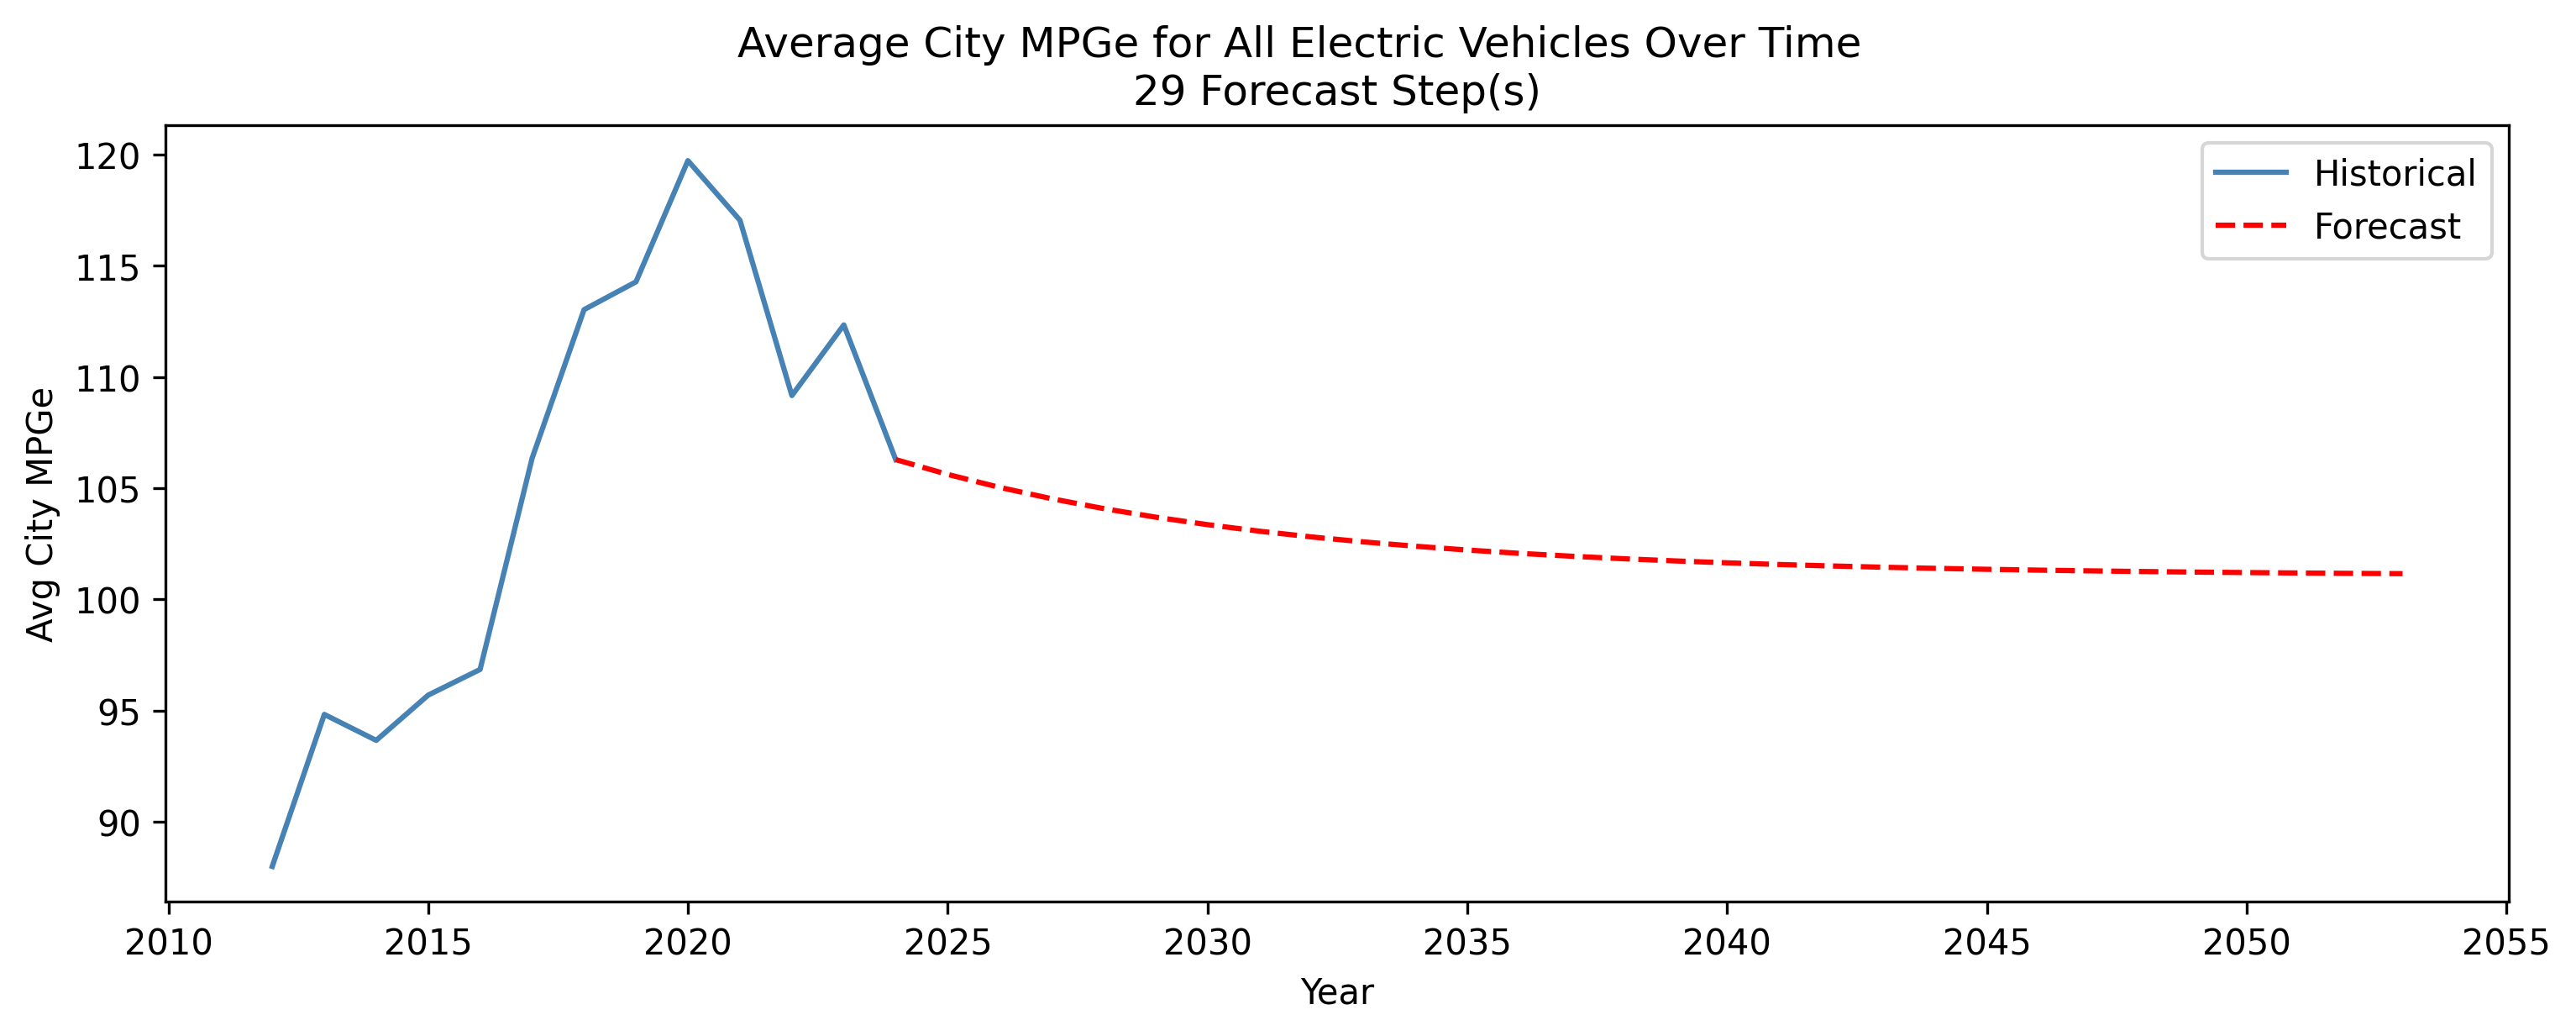 Average City MPGe for All Electric Vehicles Over Time
29 Forecast Step(s)
120
115
110
105
100
95
90
Avg City MPGe
Historical
Forecast
2010 2015 2020 2025 2030 2035 2040 2045 2050 2055
Year